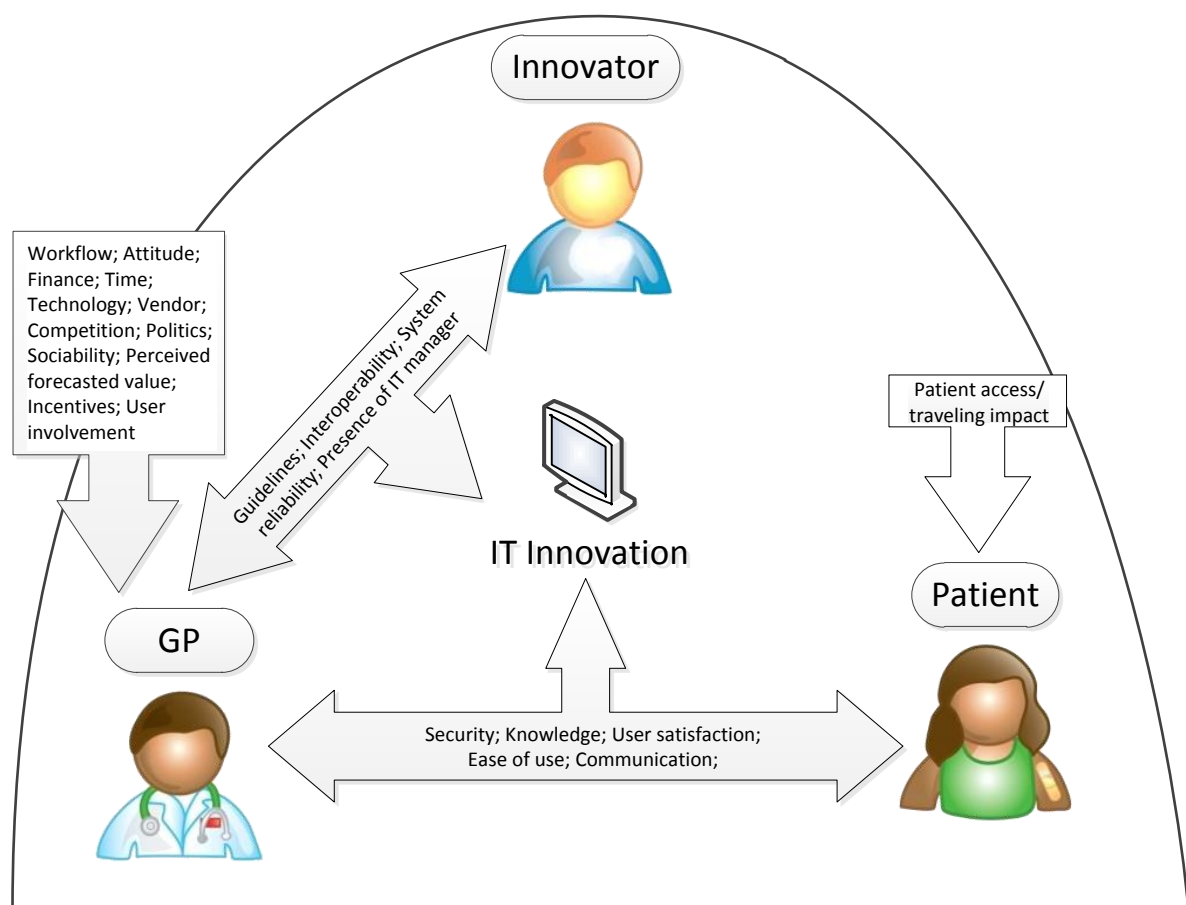 Innovator
Workflow; Attitude;
Finance; Time;
Technology; Vendor;
Competition; Politics;
Sociability; Perceived
forecasted value;
Incentives; User
involvement
Guidelines; Interoperability; System
reliability; Presence of IT manager
Patient access/
traveling impact
IT Innovation
Patient
GP
Security; Knowledge; User satisfaction;
Ease of use; Communication;